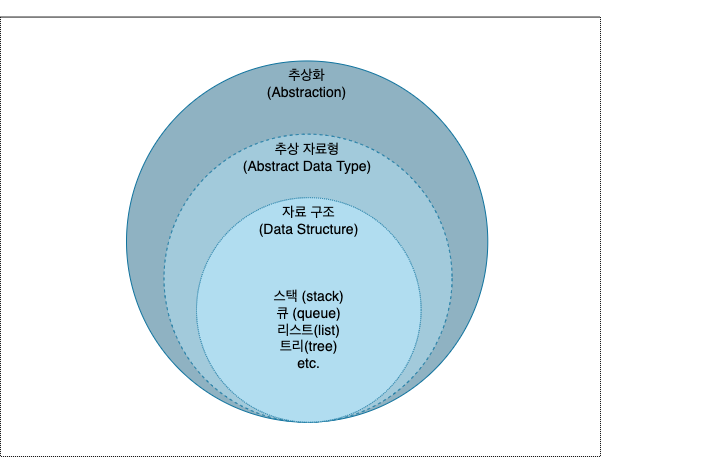 추상화
(Abstraction)
추상 자료형
(Abstract Data Type)
자료 구조
(Data Structure)
스택 (stack)
큐 (queue)
리스트(list)
트리(tree)
etc.